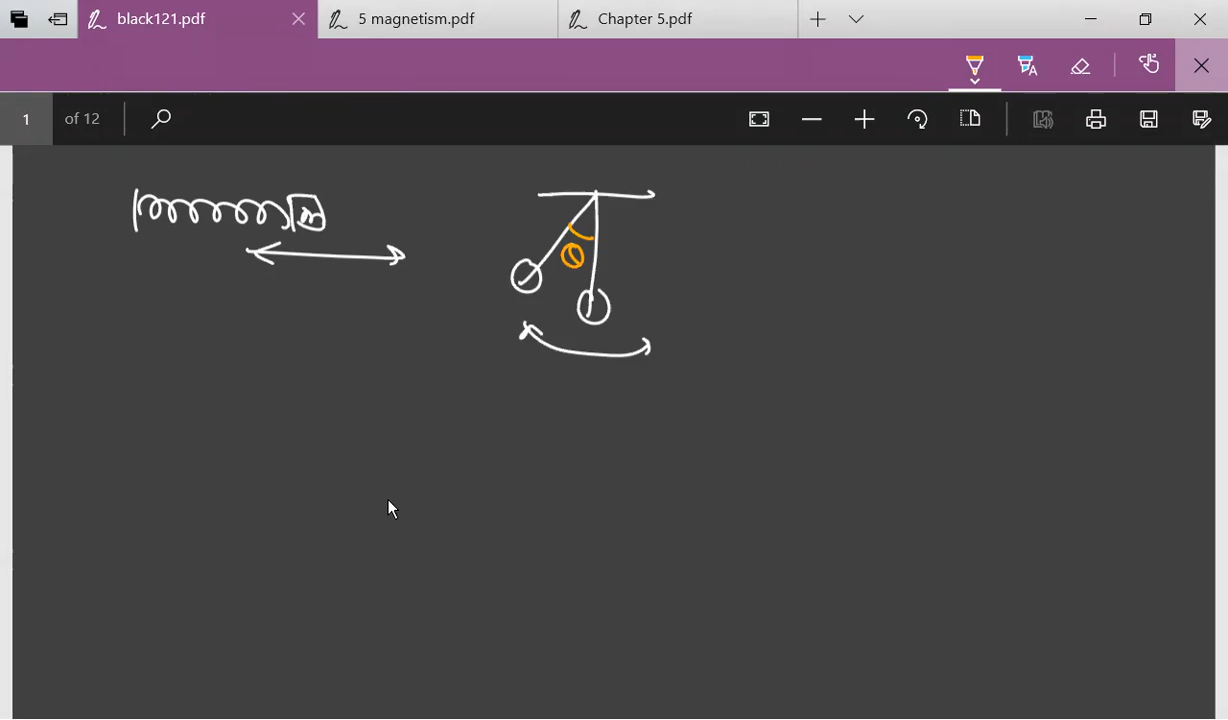 black121.pdf
5 magnetism.pdf
Chapter 5.pdf
1 of 12
A
m
θ